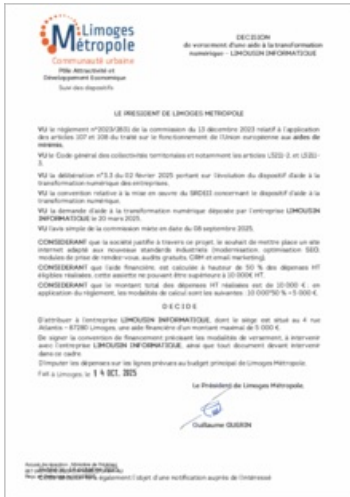 Limoges
Métropole
Communauté urbaine
Pôle Attractivité et
Développement Economique
Suivi des dispositifs
DECISION
de versement d'une aide à la transformation
numérique – LIMOUSIN INFORMATIQUE
LE PRESIDENT DE LIMOGES METROPOLE
VU le règlement n°2023/2831 de la commission du 13 décembre 2023 relatif à l'application
des articles 107 et 108 du traité sur le fonctionnement de l'Union européenne aux aides de
minimis.
VU le Code général des collectivités territoriales et notamment les articles L5211-2, et L5211-
VU la délibération n°3.3 du 02 février 2025 portant sur l'évolution du dispositif d'aide à la
transformation numérique des entreprises.
VU la convention relative à la mise en œuvre du SRDEII concernant le dispositif d'aide à la
transformation numérique.
VU la demande d'aide à la transformation numérique déposée par l'entreprise LIMOUSIN
INFORMATIQUE le 20 mars 2025.
VU l'avis simple de la commission mixte en date du 08 septembre 2025.
CONSIDERANT que la société justifie à travers ce projet, le souhait de mettre en place un site
internet adapté aux nouveaux standards industriels (modernisation, optimisation SEO,
modules de prise de rendez-vous, audits gratuits, CRM et email marketing).
CONSIDERANT que l'aide financière, est calculée à hauteur de 50 % des dépenses HT
éligibles réalisées, cette assiette ne pouvant être supérieure à 10 000€ HT.
CONSIDERANT que le montant total des dépenses HT réalisées est de 10 000 €, en
application du règlement, les modalités de calcul sont les suivantes : 10 000*50 % = 5 000 €.
D E C I D E
D'attribuer à l'entreprise LIMOUSIN INFORMATIQUE, dont le siège est situé au 4 rue
Atlantis – 87280 Limoges, une aide financière d'un montant maximal de 5 000 €.
De signer la convention de financement précisant les modalités de versement, à intervenir
avec l'entreprise LIMOUSIN INFORMATIQUE, ainsi que tout document devant intervenir
dans ce cadre.
D'imputer les dépenses sur les lignes prévues au budget principal de Limoges Métropole.
Fait à Limoges le 14 OCT. 2025
Le Président de Limoges Métropole,
Guillaume GUERIN
également l'objet d'une notification auprès de l'intéressé